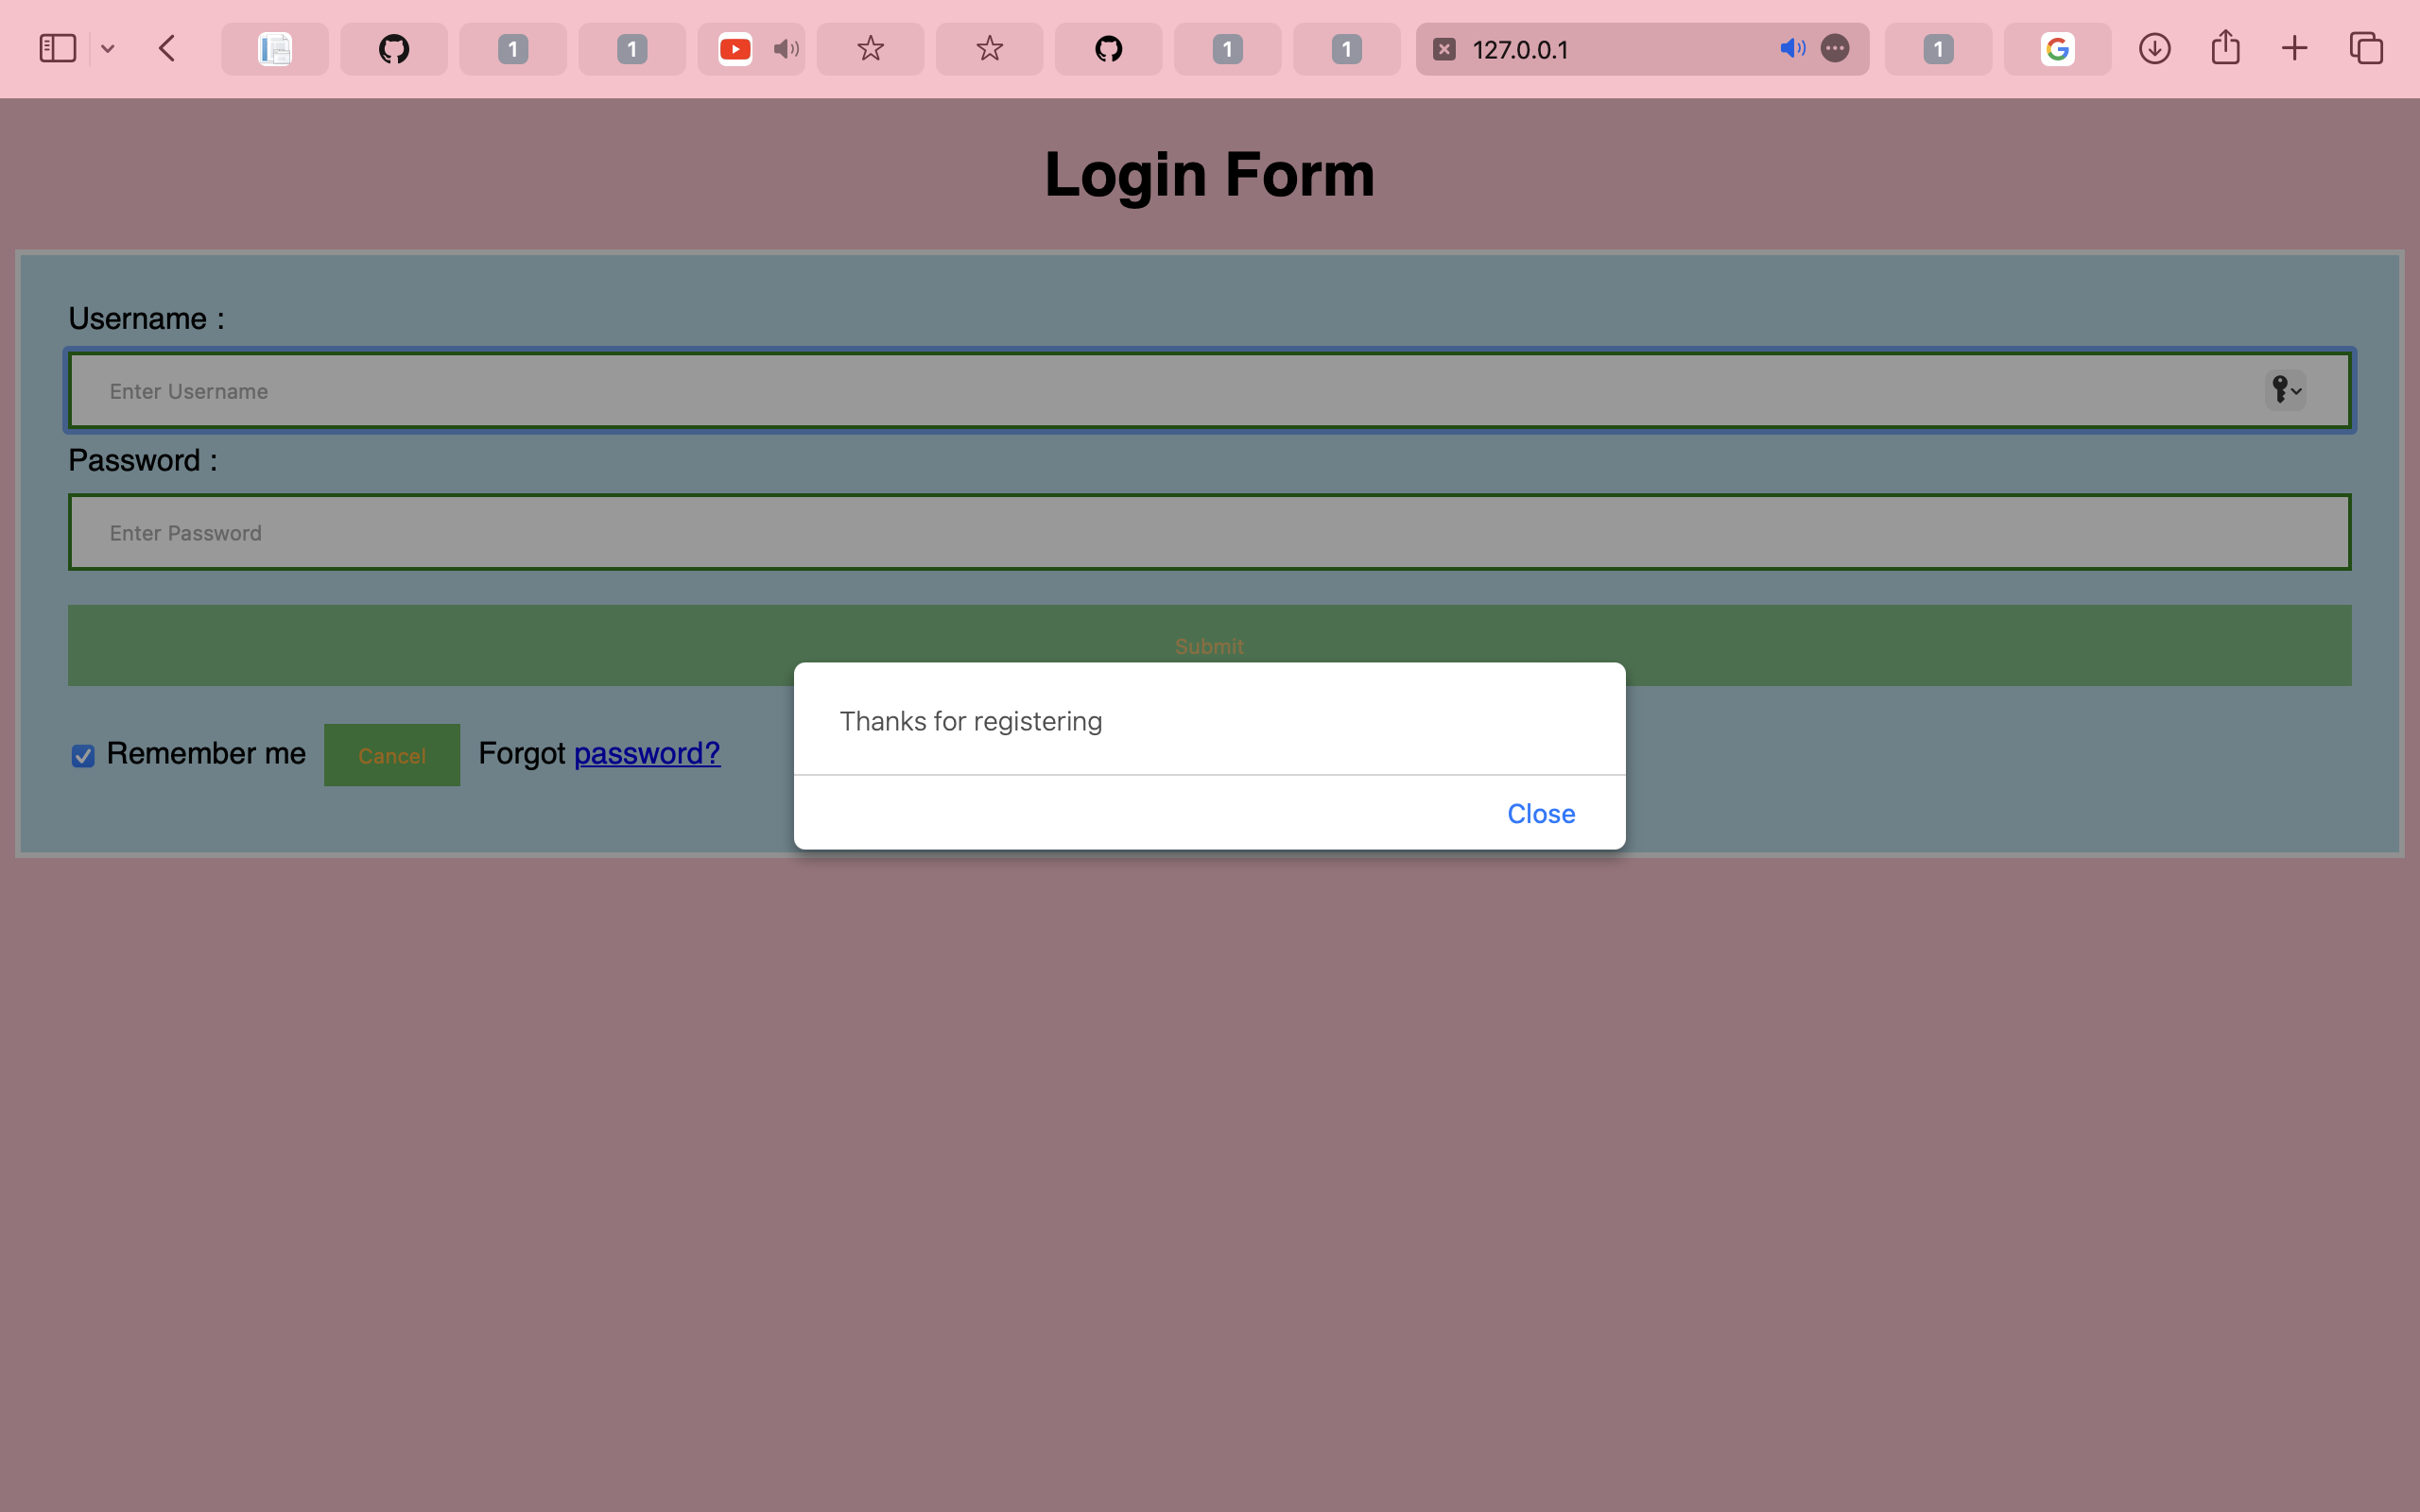 1 1 1 1 127.0.0.1 1
Login Form
Username :
Enter Username
Password :
Enter Password
Submit
Thanks for registering
Remember me Cancel Forgot password?
Close